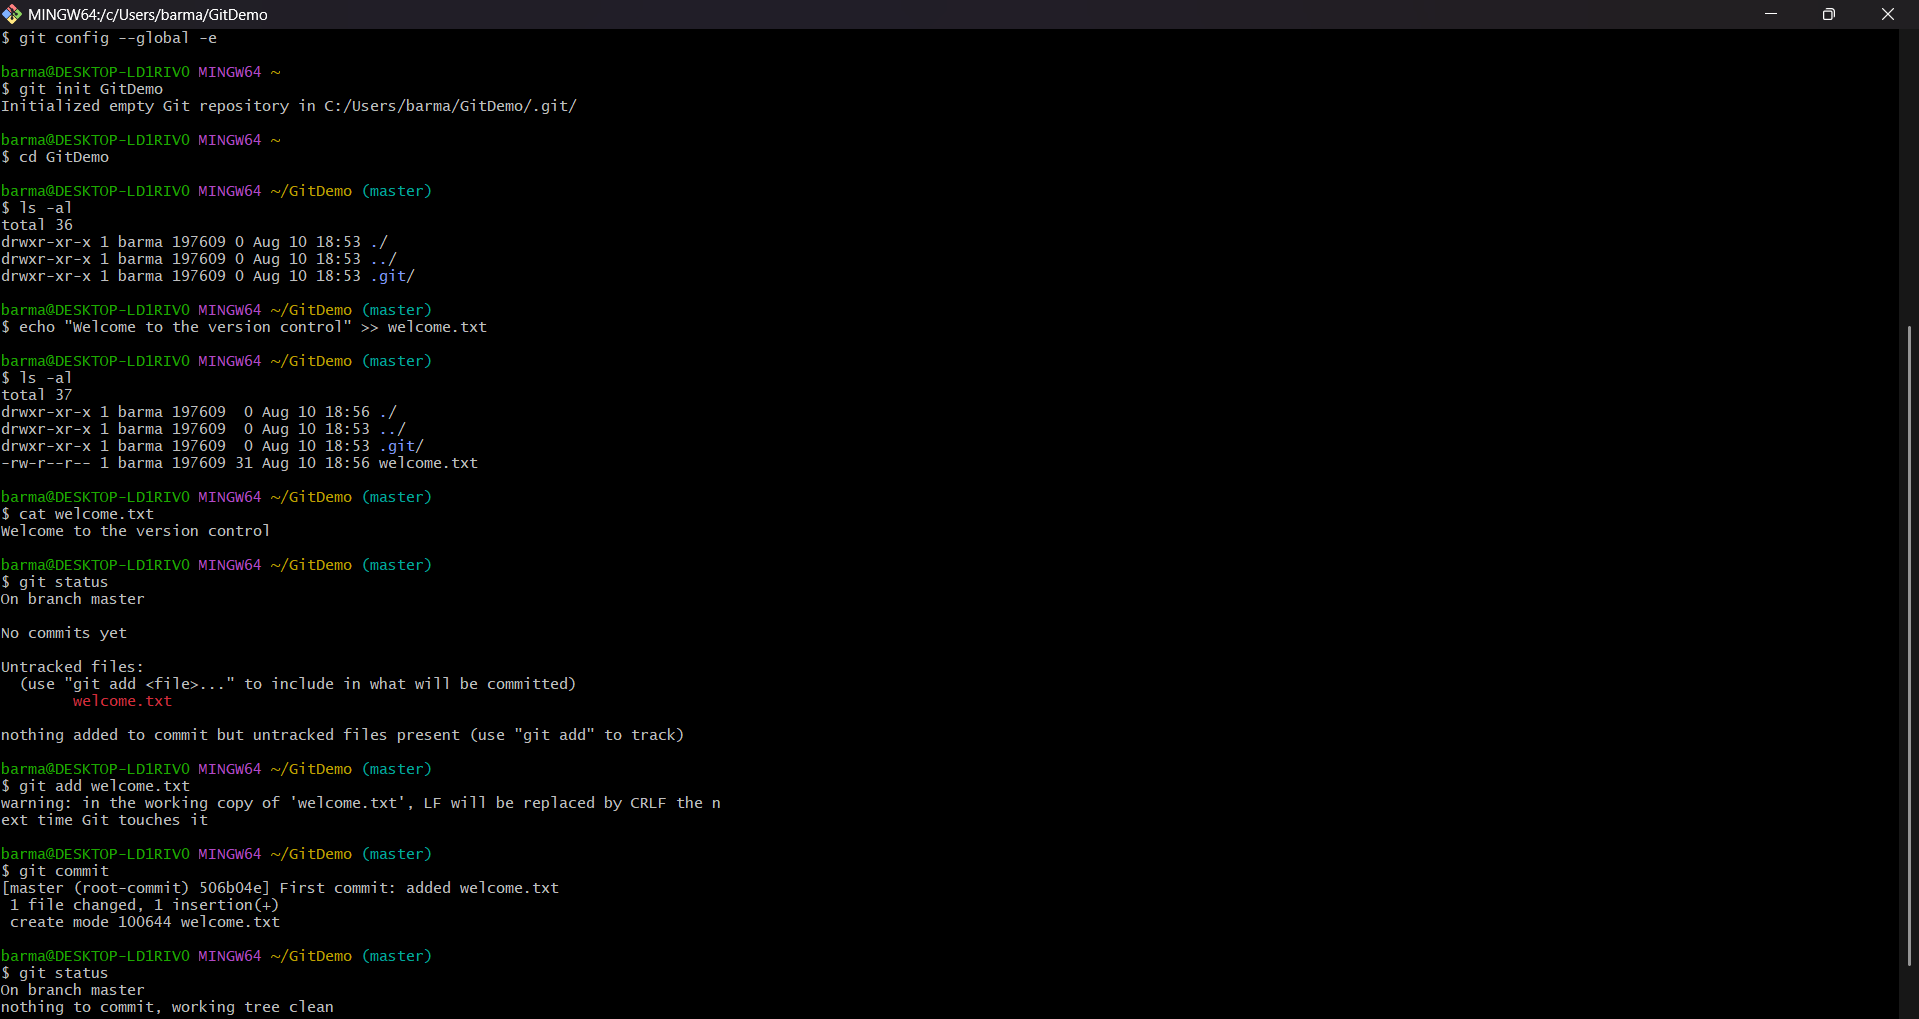 MINGW64:/c/Users/barma/GitDemo
$ git config --global -e
barma@DESKTOP-LD1RIVO MINGW64 ~
$ git init GitDemo
Initialized empty Git repository in C:/Users/barma/GitDemo/.git/
barma@DESKTOP-LD1RIVO MINGW64 ~
$ cd GitDemo
barma@DESKTOP-LD1RIVO MINGW64 ~/GitDemo (master)
$ ls -al
total 36
drwxr-xr-x 1 barma 197609 0 Aug 10 18:53 ./
drwxr-xr-x 1 barma 197609 0 Aug 10 18:53 ../
drwxr-xr-x 1 barma 197609 0 Aug 10 18:53 .git/
barma@DESKTOP-LD1RIVO MINGW64 ~/GitDemo (master)
$ echo "Welcome to the version control" >> welcome.txt
barma@DESKTOP-LD1RIVO MINGW64 ~/GitDemo (master)
$ ls -al
total 37
drwxr-xr-x 1 barma 197609  0 Aug 10 18:56 ./
drwxr-xr-x 1 barma 197609  0 Aug 10 18:53 ../
drwxr-xr-x 1 barma 197609  0 Aug 10 18:53 .git/
-rw-r--r-- 1 barma 197609 31 Aug 10 18:56 welcome.txt
barma@DESKTOP-LD1RIVO MINGW64 ~/GitDemo (master)
$ cat welcome.txt
Welcome to the version control
barma@DESKTOP-LD1RIVO MINGW64 ~/GitDemo (master)
$ git status
On branch master
No commits yet
Untracked files:
  (use "git add <file>..." to include in what will be committed)
        welcome.txt
nothing added to commit but untracked files present (use "git add" to track)
barma@DESKTOP-LD1RIVO MINGW64 ~/GitDemo (master)
$ git add welcome.txt
warning: in the working copy of 'welcome.txt', LF will be replaced by CRLF the n
ext time Git touches it
barma@DESKTOP-LD1RIVO MINGW64 ~/GitDemo (master)
$ git commit
[master (root-commit) 506b04e] First commit: added welcome.txt
 1 file changed, 1 insertion(+)
 create mode 100644 welcome.txt
barma@DESKTOP-LD1RIVO MINGW64 ~/GitDemo (master)
$ git status
On branch master
nothing to commit, working tree clean